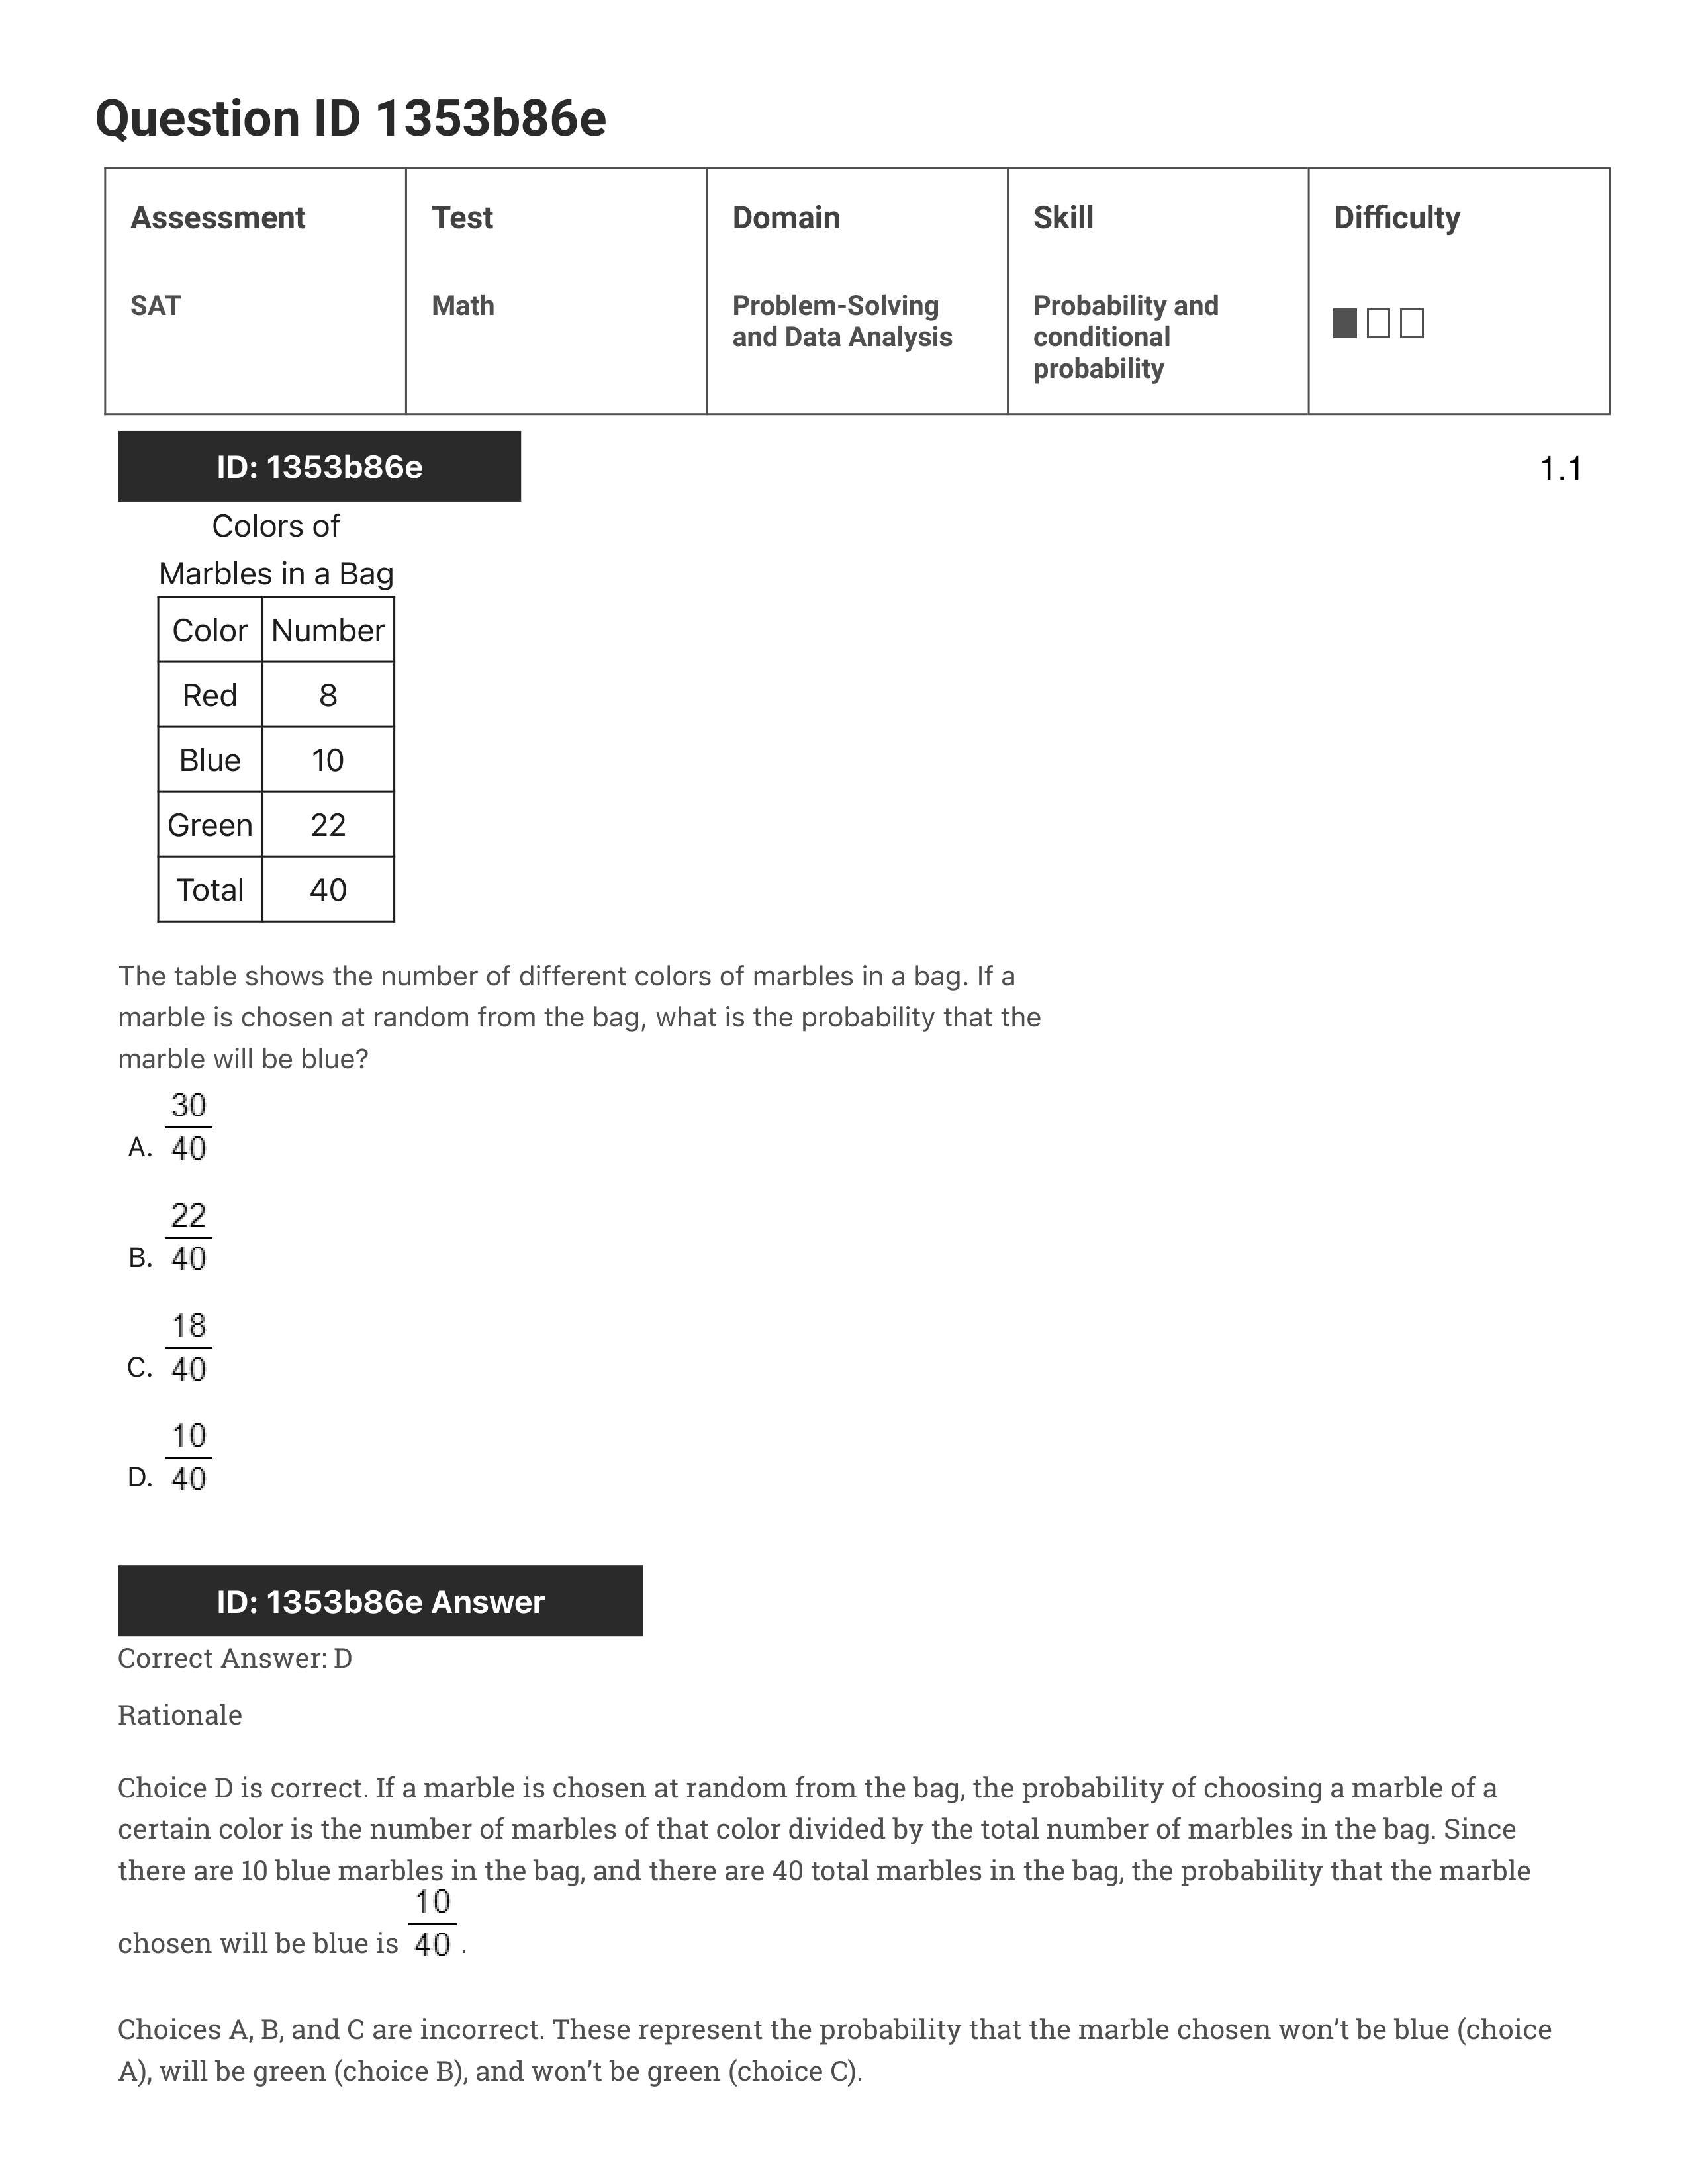 Question ID 1353b86e
Assessment Test Domain Skill Difficulty
SAT Math Problem-Solving and Data Analysis Probability and conditional probability
ID: 1353b86e
1.1
Colors of
Marbles in a Bag
Color Number
Red 8
Blue 10
Green 22
Total 40
The table shows the number of different colors of marbles in a bag. If a
marble is chosen at random from the bag, what is the probability that the
marble will be blue?
A. 30/40
B. 22/40
C. 18/40
D. 10/40
ID: 1353b86e Answer
Correct Answer: D
Rationale
Choice D is correct. If a marble is chosen at random from the bag, the probability of choosing a marble of a
certain color is the number of marbles of that color divided by the total number of marbles in the bag. Since
there are 10 blue marbles in the bag, and there are 40 total marbles in the bag, the probability that the marble
chosen will be blue is 10/40 .
Choices A, B, and C are incorrect. These represent the probability that the marble chosen won’t be blue (choice
A), will be green (choice B), and won’t be green (choice C).